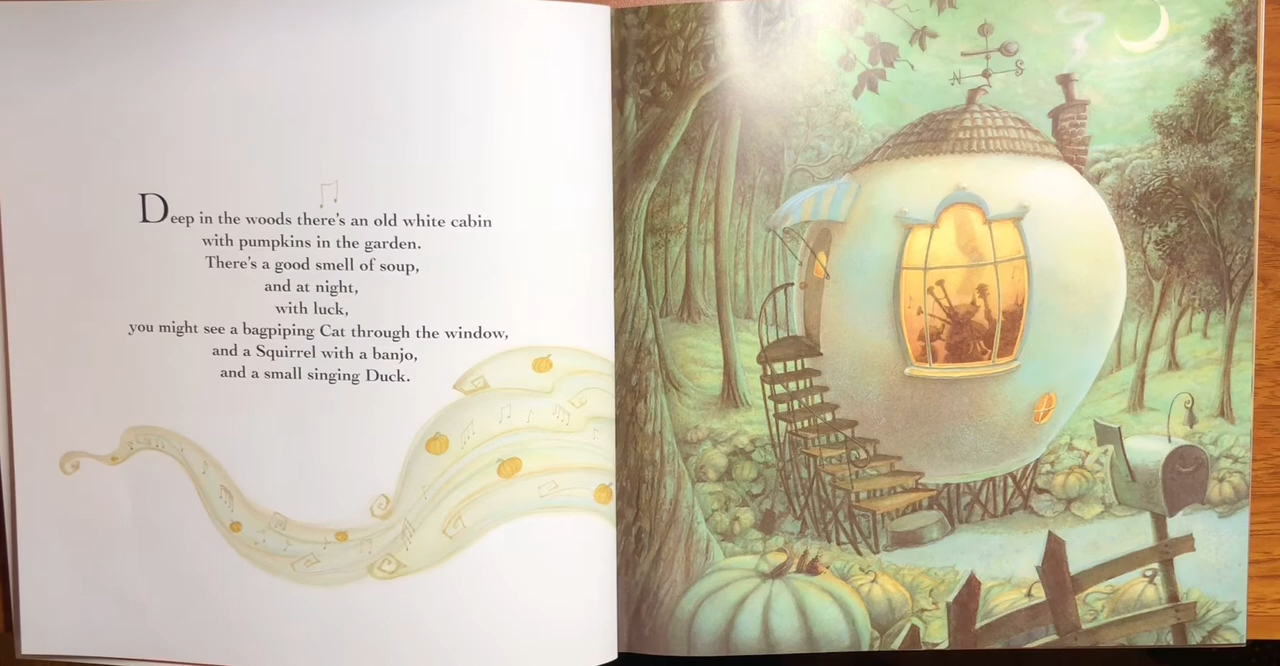 Deep in the woods there's an old white cabin
with pumpkins in the garden.
There's a good smell of soup,
and at night,
with luck,
you might see a bagpiping Cat through the window,
and a Squirrel with a banjo,
and a small singing Duck.
N S